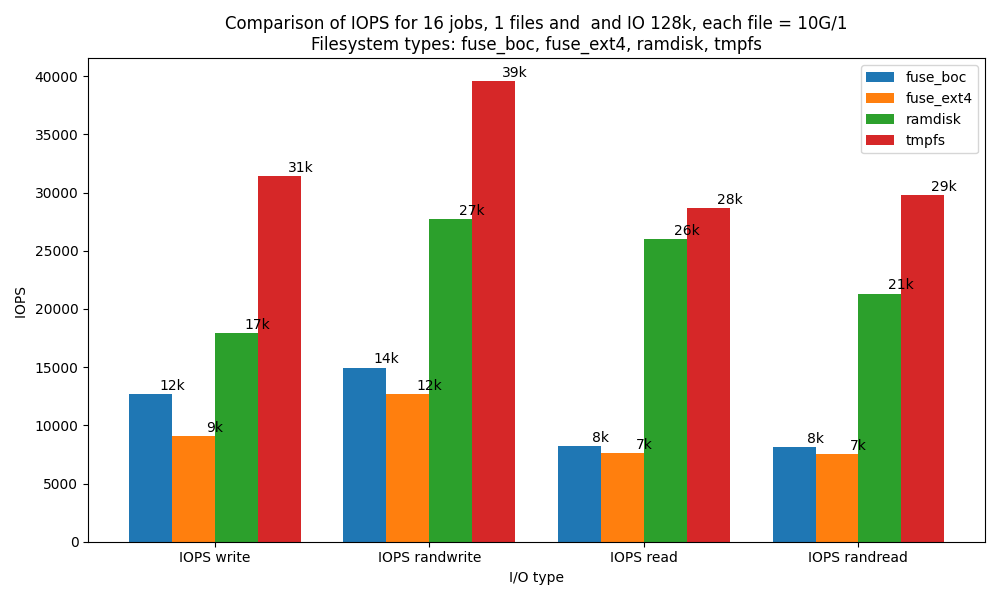 Comparison of IOPS for 16 jobs, 1 files and  and IO 128k, each file = 10G/1
Filesystem types: fuse_boc, fuse_ext4, ramdisk, tmpfs
fuse_boc
fuse_ext4
ramdisk
tmpfs
IOPS
40000
35000
30000
25000
20000
15000
10000
5000
0
12k
9k
17k
31k
14k
12k
27k
39k
8k
7k
26k
28k
8k
7k
21k
29k
IOPS write
IOPS randwrite
IOPS read
IOPS randread
I/O type